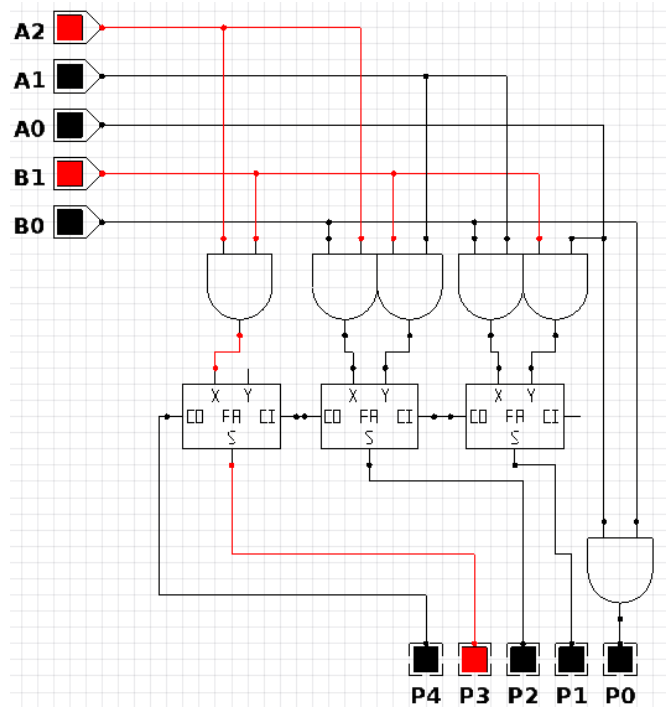 A2
A1
A0
B1
B0
X Y
CO FA CI
S
X Y
CO FA CI
S
X Y
CO FA CI
S
P4 P3 P2 P1 P0